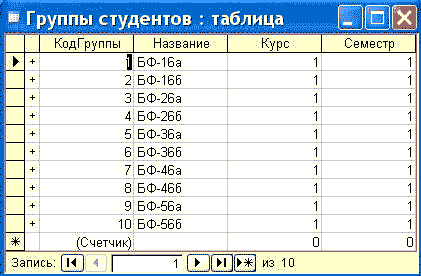 Группы студентов : таблица
КодГруппы Название Курс Семестр
+ 1 БФ-16а 1 1
+ 2 БФ-16б 1 1
+ 3 БФ-26а 1 1
+ 4 БФ-26б 1 1
+ 5 БФ-36а 1 1
+ 6 БФ-36б 1 1
+ 7 БФ-46а 1 1
+ 8 БФ-46б 1 1
+ 9 БФ-56а 1 1
+ 10 БФ-56б 1 1
(Счетчик) 0 0
Запись: 1 из 10